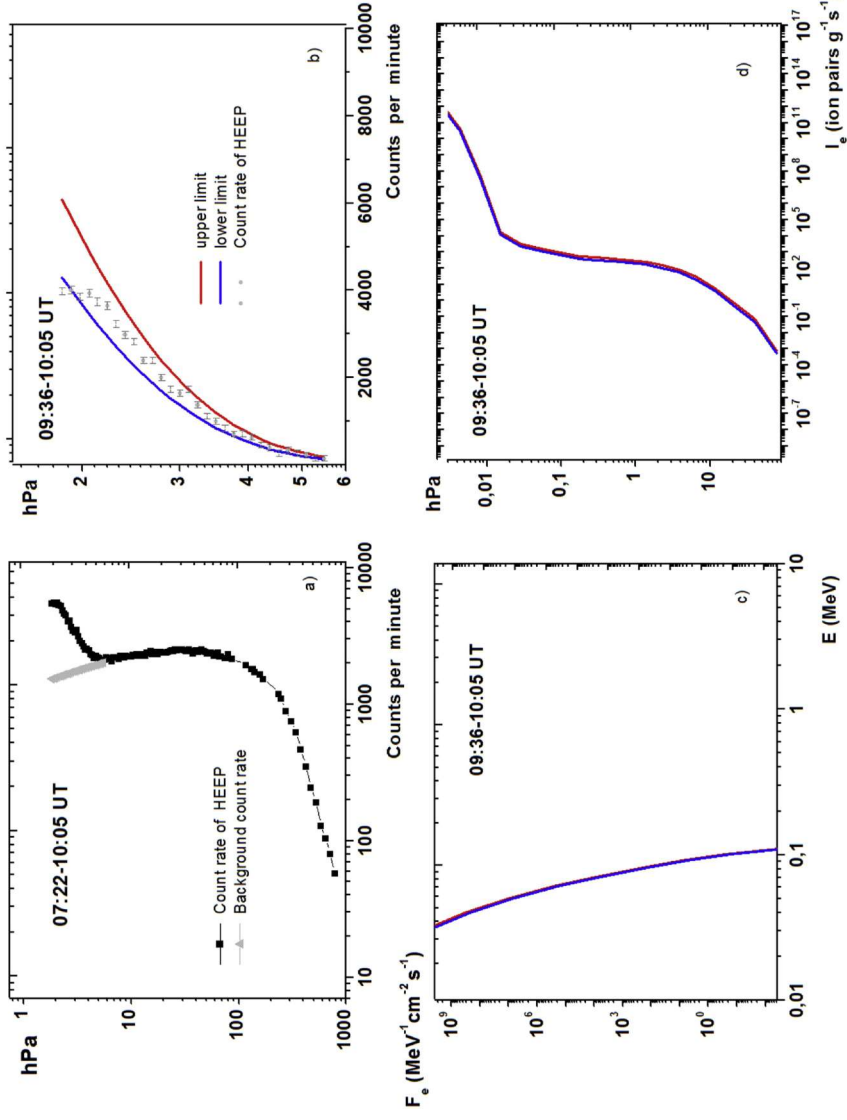 hPa
07:22-10:05 UT
1
10
100
1000
Count rate of HEEP
Background count rate
a)
10
100
1000
10000
Counts per minute
hPa
09:36-10:05 UT
2
3
4
5
6
upper limit
lower limit
Count rate of HEEP
b)
2000
4000
6000
8000
10000
Counts per minute
Fₑ (MeV⁻¹cm⁻² s⁻¹)
10⁹
10⁶
10³
10⁰
09:36-10:05 UT
c)
0,01
0,1
1
10
E (MeV)
hPa
0,01
0,1
1
10
09:36-10:05 UT
d)
10⁻⁷
10⁻⁴
10⁻¹
10²
10⁵
10⁸
10¹¹
10¹⁴
10¹⁷
Iₑ (ion pairs g⁻¹ s⁻¹)